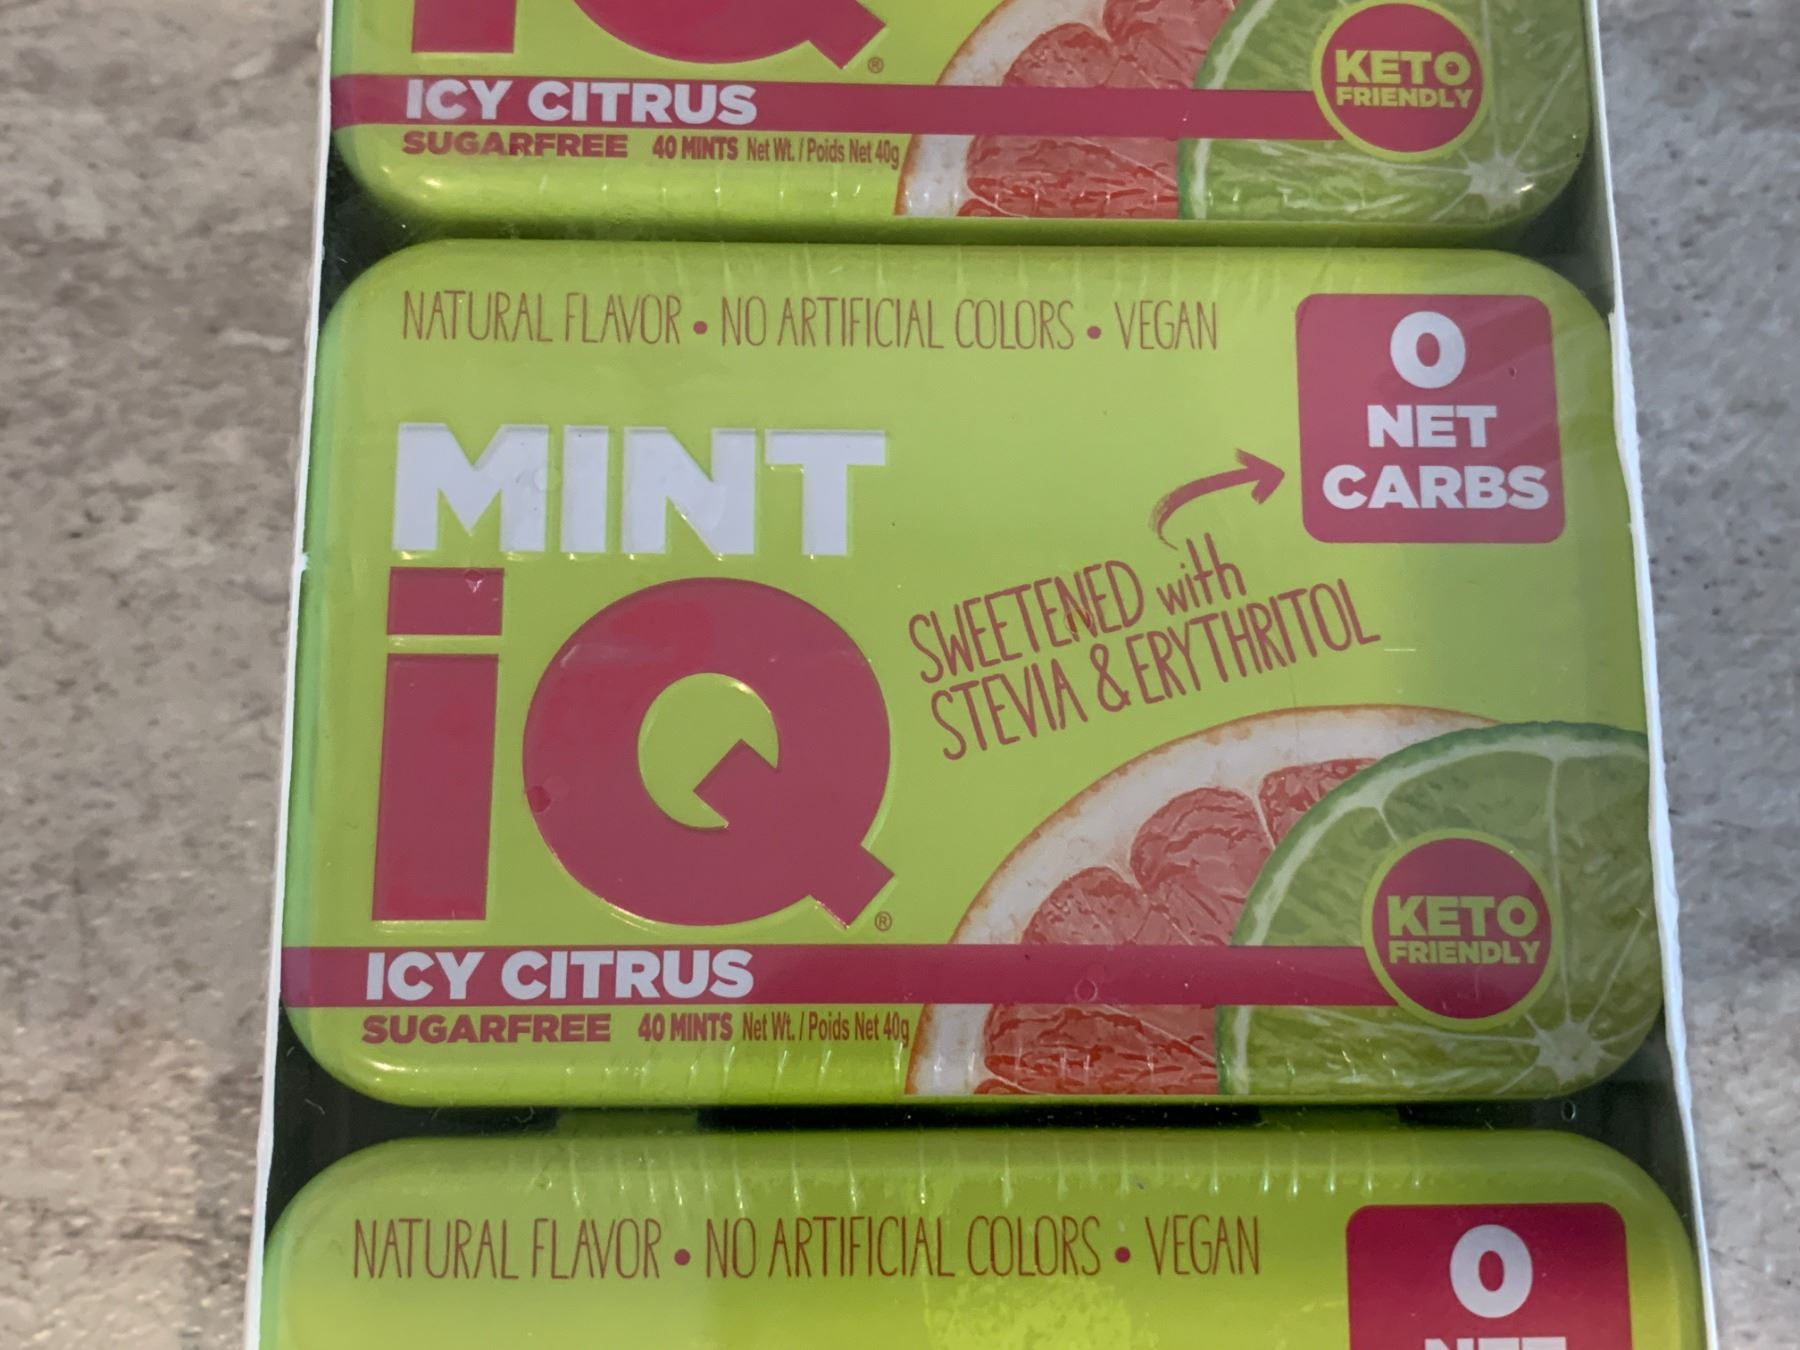 iQ®
ICY CITRUS
SUGARFREE 40 MINTS Net Wt. / Poids Net 40g
KETO
FRIENDLY
NATURAL FLAVOR • NO ARTIFICIAL COLORS • VEGAN
0
NET
CARBS
MINT
iQ®
SWEETENED with
STEVIA & ERYTHRITOL
KETO
FRIENDLY
ICY CITRUS
SUGARFREE 40 MINTS Net Wt. / Poids Net 40g
NATURAL FLAVOR • NO ARTIFICIAL COLORS • VEGAN
0
NET